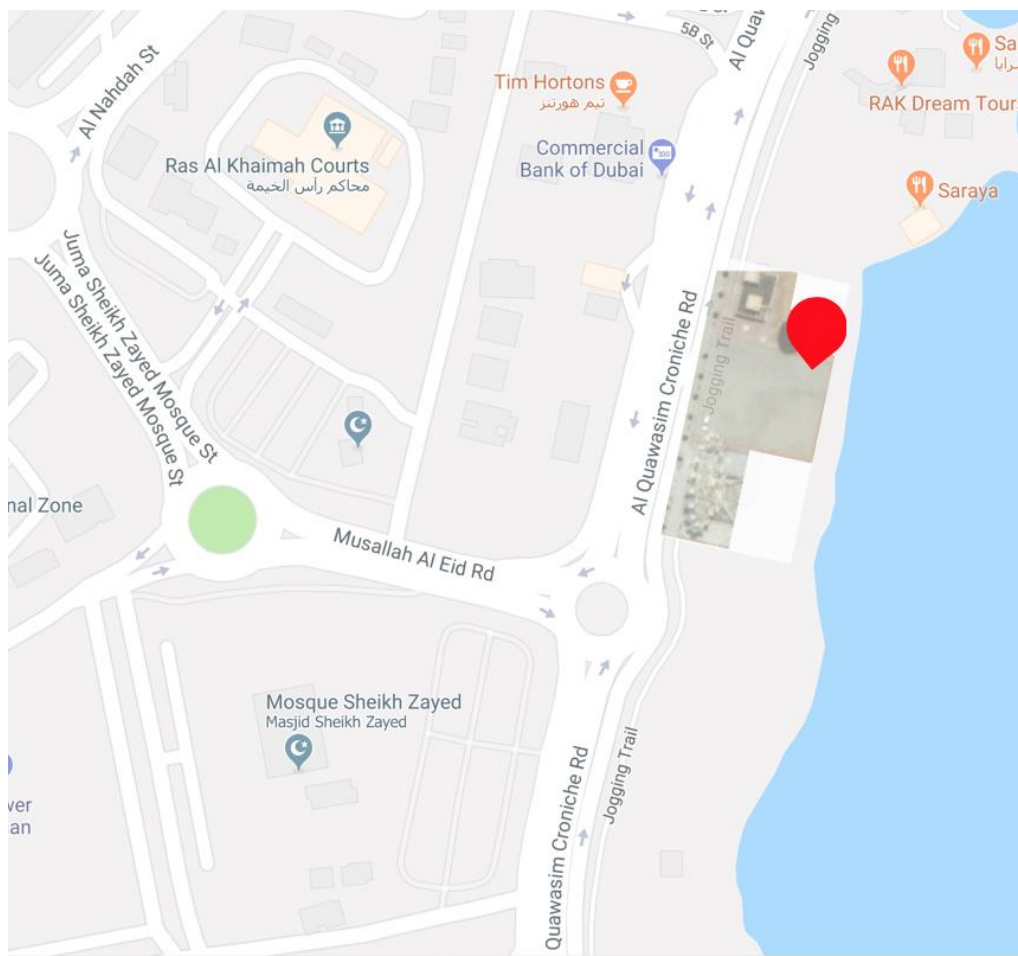 5B St
Al Quaw
Jogging
Al Nahdah St
Tim Hortons
تيم هورتنز
Sa
سرايا
RAK Dream Tour
Ras Al Khaimah Courts
محاكم رأس الخيمة
Commercial
Bank of Dubai
Saraya
Juma Sheikh Zayed Mosque St
Juma Sheikh Zayed Mosque St
Al Quawasim Croniche Rd
Jogging Trail
nal Zone
Musallah Al Eid Rd
Mosque Sheikh Zayed
Masjid Sheikh Zayed
Quawasim Croniche Rd
Jogging Trail
ver
an